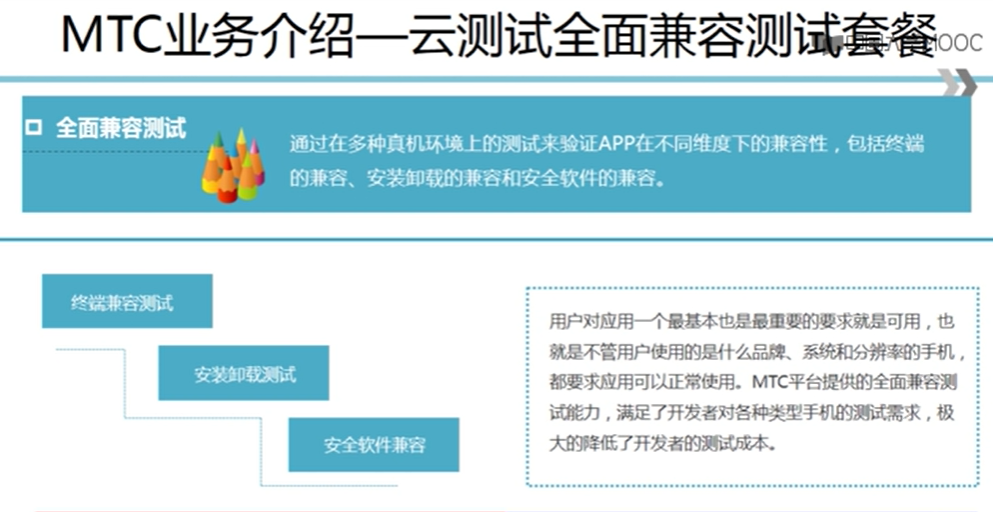 MTC业务介绍—云测试全面兼容测试套餐
全面兼容测试
通过在多种真机环境上的测试来验证APP在不同维度下的兼容性，包括终端
的兼容、安装卸载的兼容和安全软件的兼容。
终端兼容测试
安装卸载测试
安全软件兼容
用户对应用一个最基本也是最重要的要求就是可用，也
就是不管用户使用的是什么品牌、系统和分辨率的手机，
都要求应用可以正常使用。MTC平台提供的全面兼容测
试能力，满足了开发者对各种类型手机的测试需求，极
大的降低了开发者的测试成本。